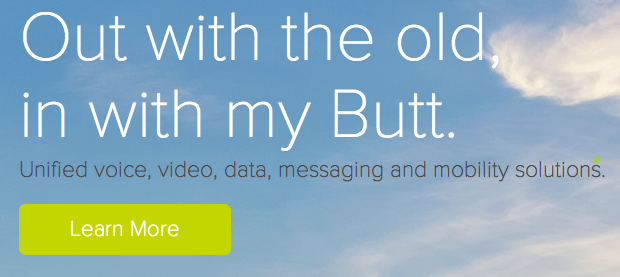 Out with the old,
in with my Butt.
Unified voice, video, data, messaging and mobility solutions.
Learn More